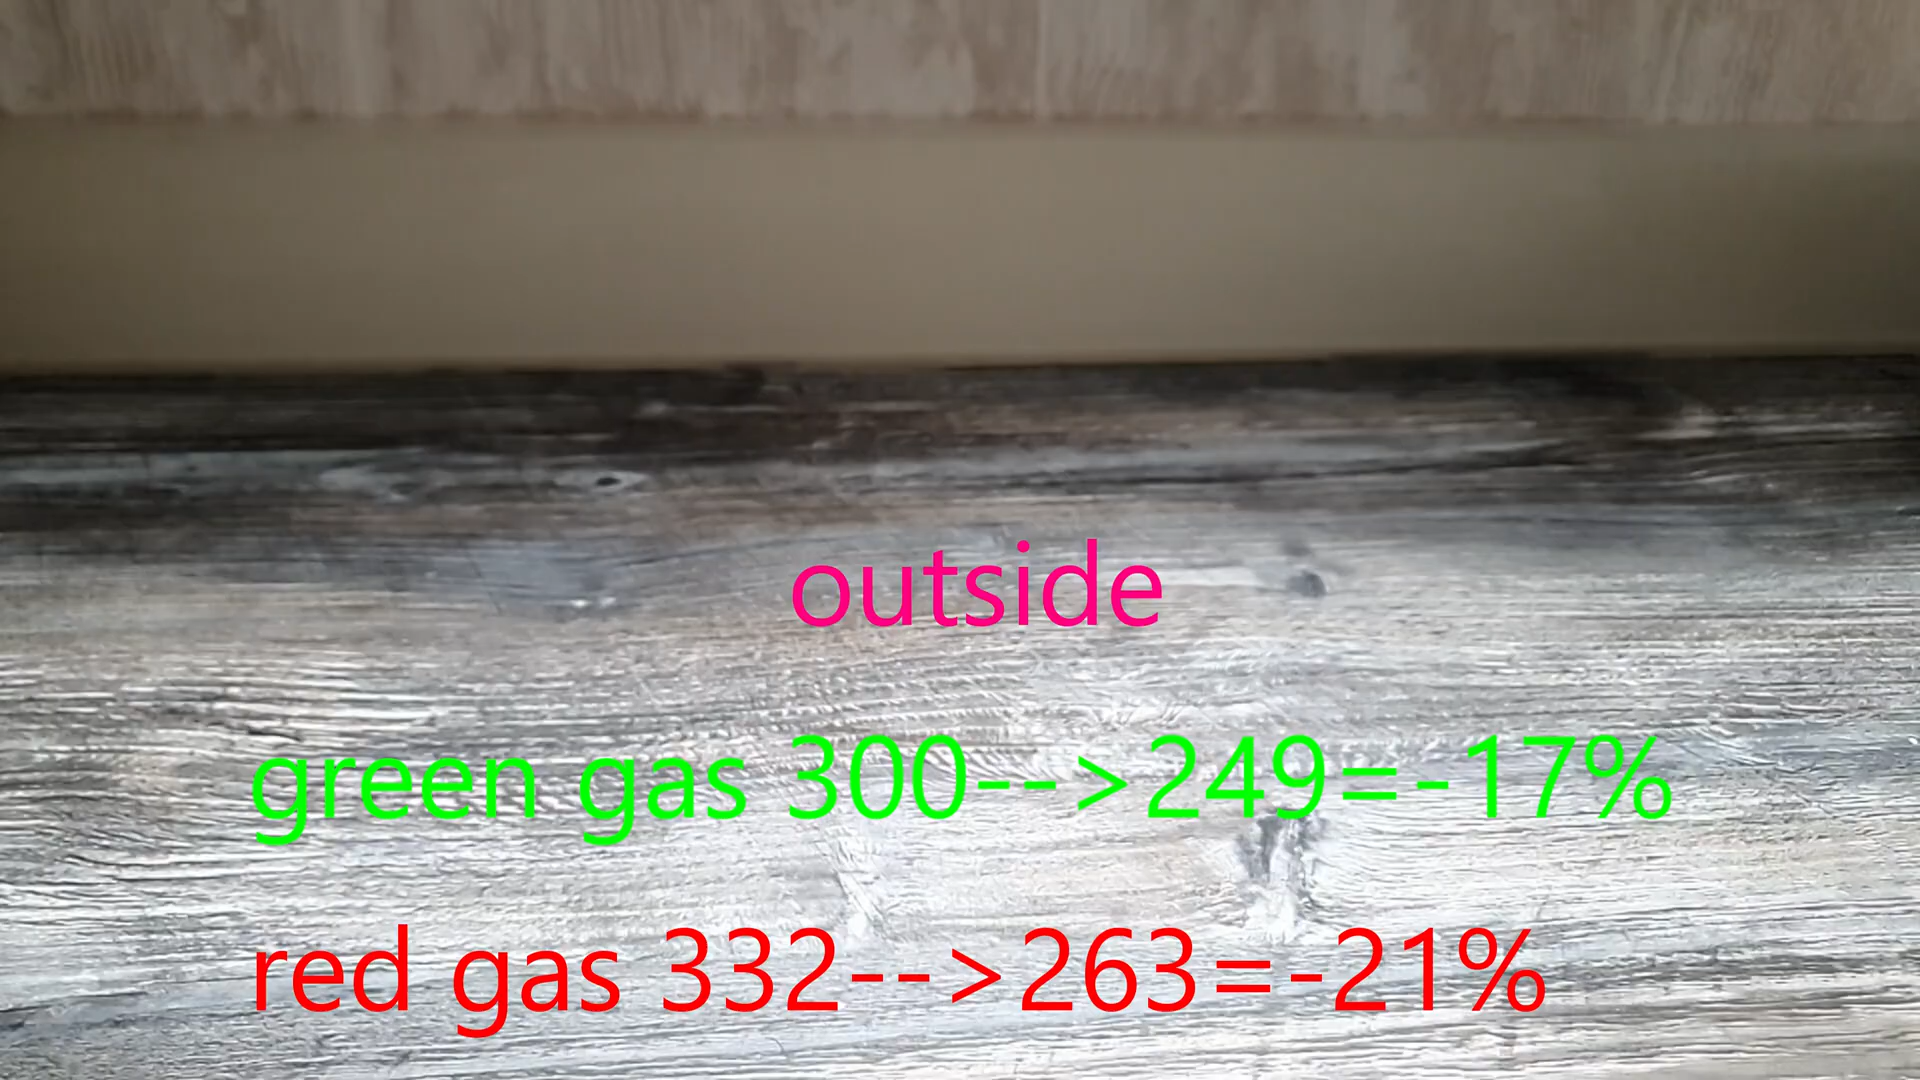 outside
green gas 300-->249=-17%
red gas 332-->263=-21%